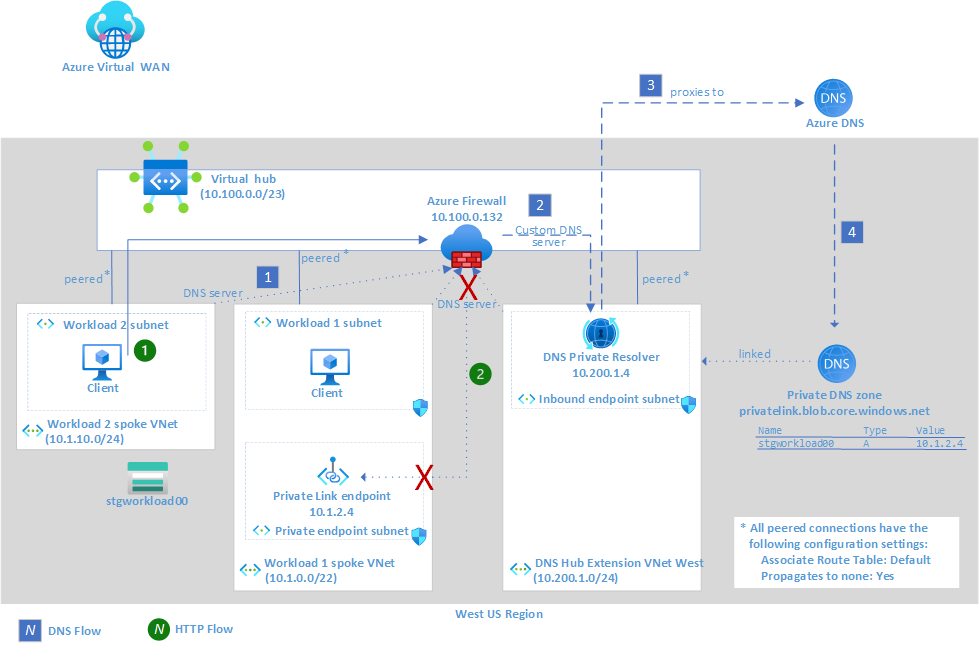 Azure Virtual WAN
3
proxies to
DNS
Azure DNS
Virtual hub
(10.100.0.0/23)
Azure Firewall
10.100.0.132
2
Custom DNS
server
4
peered *
peered *
peered *
1
DNS server
DNS server
X
Workload 2 subnet
1
Client
Workload 2 spoke VNet
(10.1.10.0/24)
stgworkload00
Workload 1 subnet
Client
2
X
Private Link endpoint
10.1.2.4
Private endpoint subnet
Workload 1 spoke VNet
(10.1.0.0/22)
DNS Private Resolver
10.200.1.4
Inbound endpoint subnet
DNS Hub Extension VNet West
(10.200.1.0/24)
linked
DNS
Private DNS zone
privatelink.blob.core.windows.net
Name Type Value
stgworkload00 A 10.1.2.4
* All peered connections have the
following configuration settings:
Associate Route Table: Default
Propagates to none: Yes
West US Region
N DNS Flow
N HTTP Flow